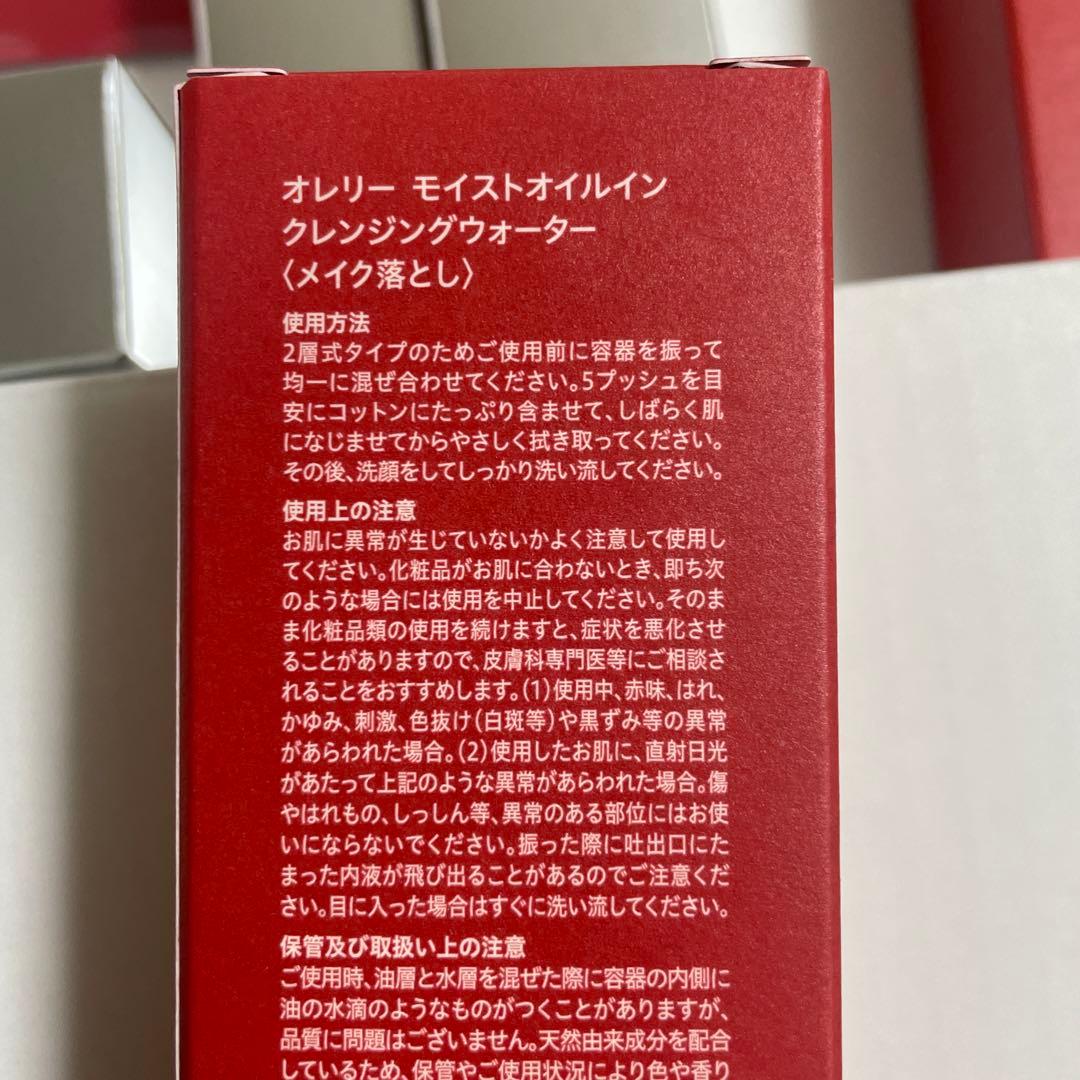 オレリー モイストオイルイン
クレンジングウォーター
〈メイク落とし〉
使用方法
2層式タイプのためご使用前に容器を振って
均一に混ぜ合わせてください。5プッシュを目
安にコットンにたっぷり含ませて、しばらく肌
になじませてからやさしく拭き取ってください。
その後、洗顔をしてしっかり洗い流してください。
使用上の注意
お肌に異常が生じていないかよく注意して使用し
てください。化粧品がお肌に合わないとき、即ち次
のような場合には使用を中止してください。そのま
ま化粧品類の使用を続けますと、症状を悪化させ
ることがありますので、皮膚科専門医等にご相談さ
れることをおすすめします。(1)使用中、赤味、はれ、
かゆみ、刺激、色抜け(白斑等)や黒ずみ等の異常
があらわれた場合。(2)使用したお肌に、直射日光
があたって上記のような異常があらわれた場合。傷
やはれもの、しっしん等、異常のある部位にはお使
いにならないでください。振った際に吐出口にた
まった内液が飛び出ることがあるのでご注意くだ
さい。目に入った場合はすぐに洗い流してください。
保管及び取扱い上の注意
ご使用時、油層と水層を混ぜた際に容器の内側に
油の水滴のようなものがつくことがありますが、
品質に問題はございません。天然由来成分を配合
しているため、保管やご使用状況により色や香り